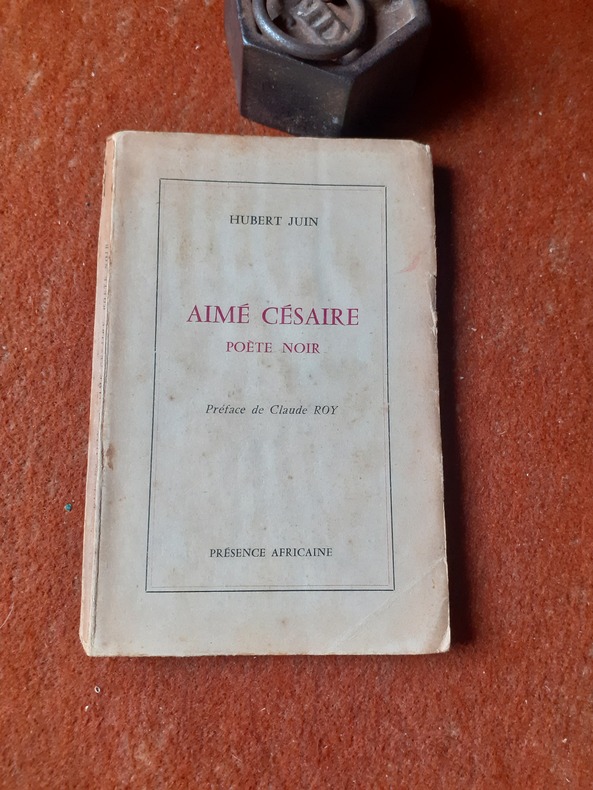 HUBERT JUIN
AIMÉ CÉSAIRE
POÈTE NOIR
Préface de Claude ROY
PRÉSENCE AFRICAINE